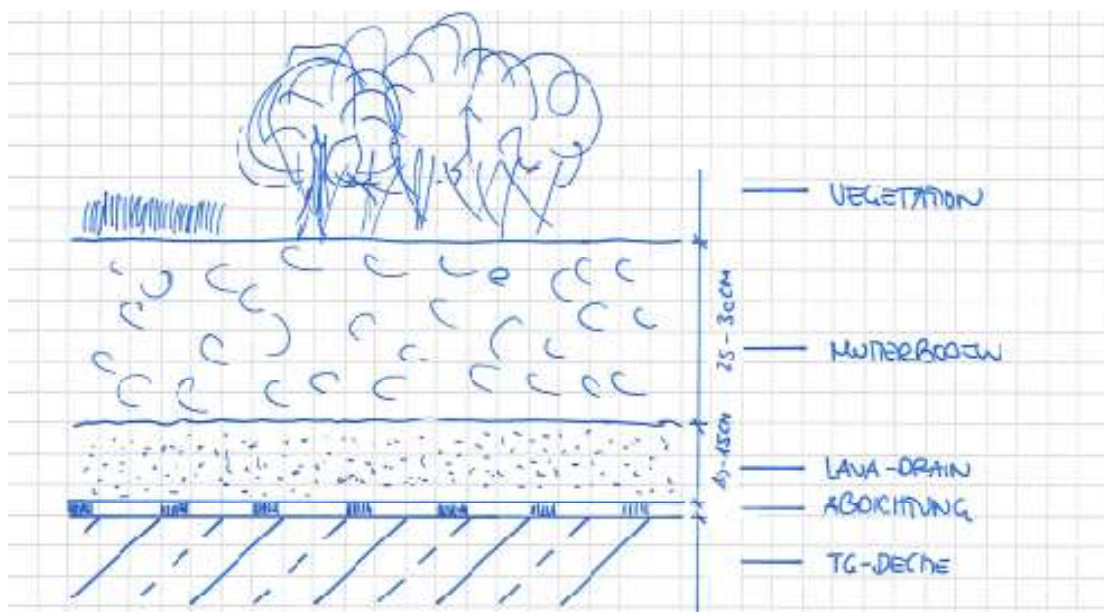 VEGETATION
25-30CM
MUTTERBODEN
10-15CM
LAVA-DRAIN
ABDICHTUNG
TG-DECKE